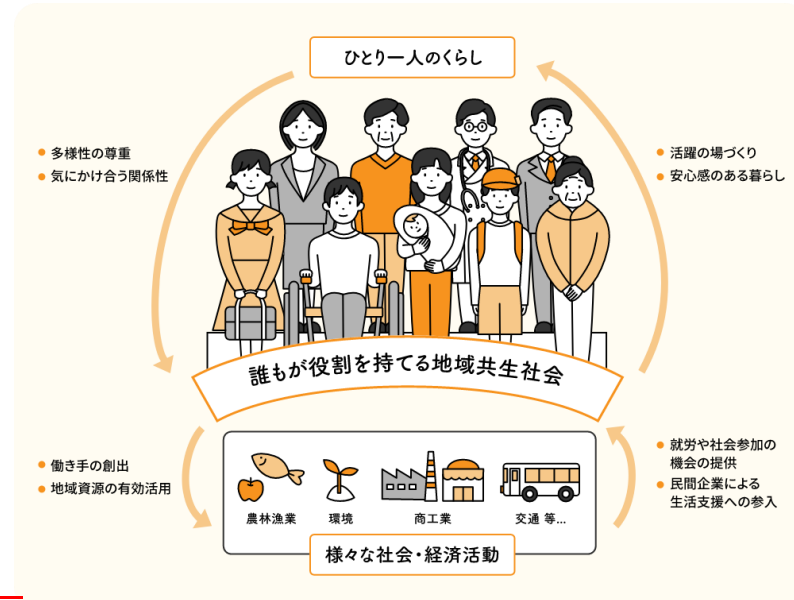 ひとり一人のくらし
多様性の尊重
気にかけ合う関係性
活躍の場づくり
安心感のある暮らし
誰もが役割を持てる地域共生社会
働き手の創出
地域資源の有効活用
就労や社会参加の
機会の提供
民間企業による
生活支援への参入
農林漁業
環境
商工業
交通 等...
様々な社会・経済活動